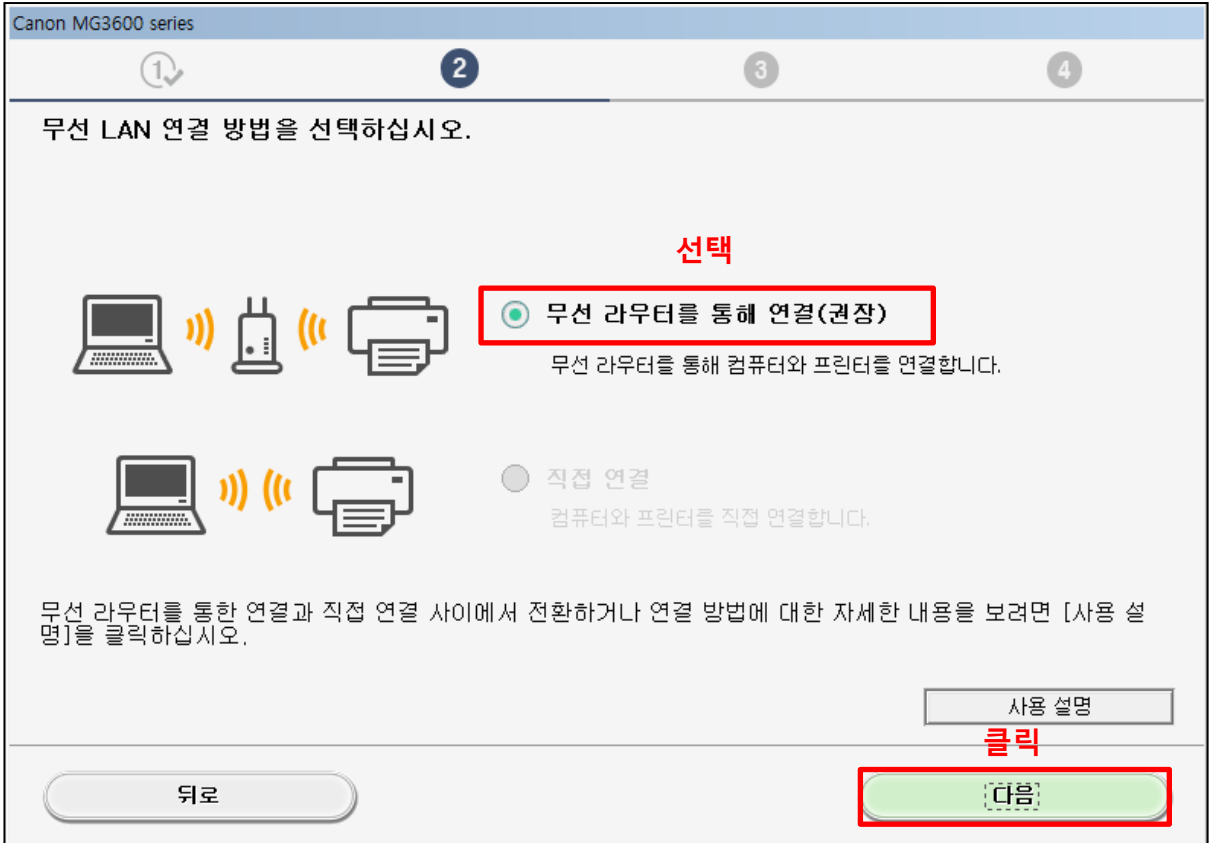 Canon MG3600 series
1 2 3 4
무선 LAN 연결 방법을 선택하십시오.
선택
무선 라우터를 통해 연결(권장)
무선 라우터를 통해 컴퓨터와 프린터를 연결합니다.
직접 연결
컴퓨터와 프린터를 직접 연결합니다.
무선 라우터를 통한 연결과 직접 연결 사이에서 전환하거나 연결 방법에 대한 자세한 내용을 보려면 [사용 설
명]을 클릭하십시오.
사용 설명
클릭
뒤로
다음